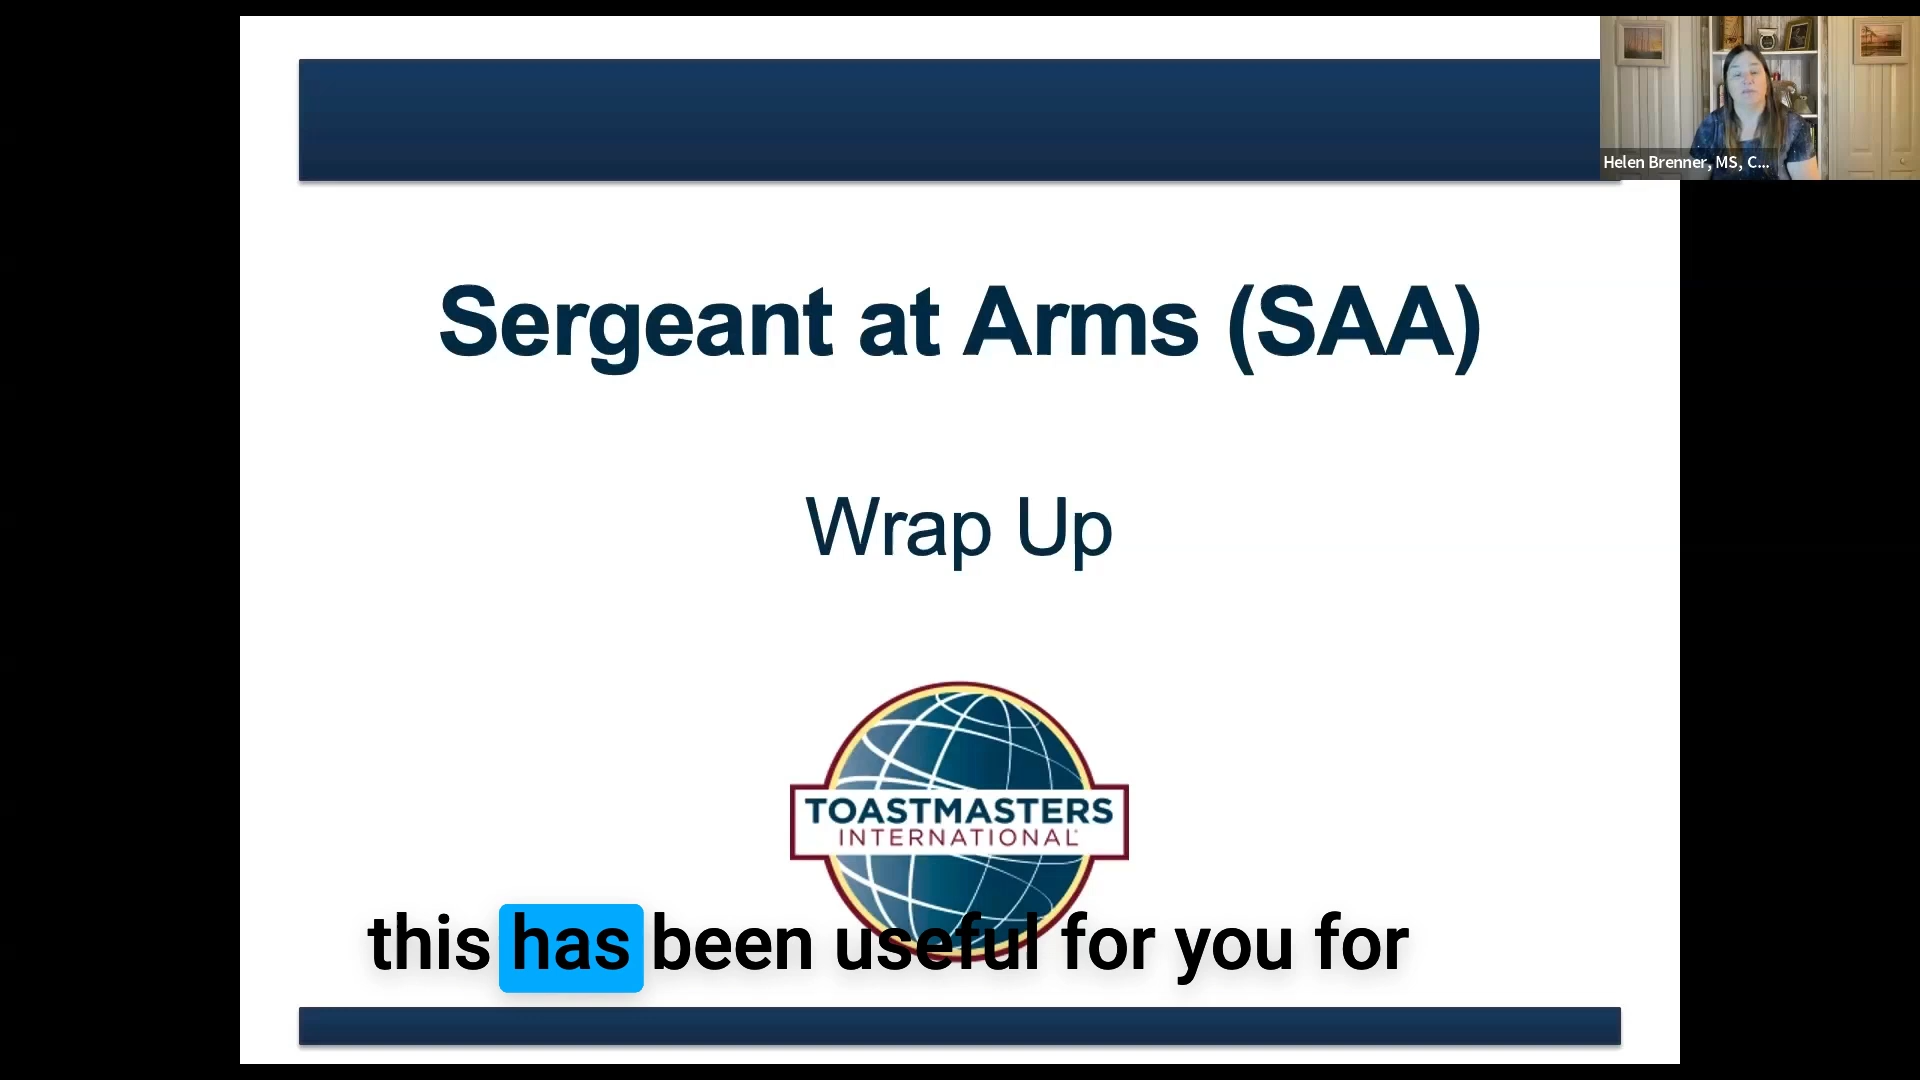 Helen Brenner, MS, C...
Sergeant at Arms (SAA)
Wrap Up
TOASTMASTERS
INTERNATIONAL
this has been useful for you for